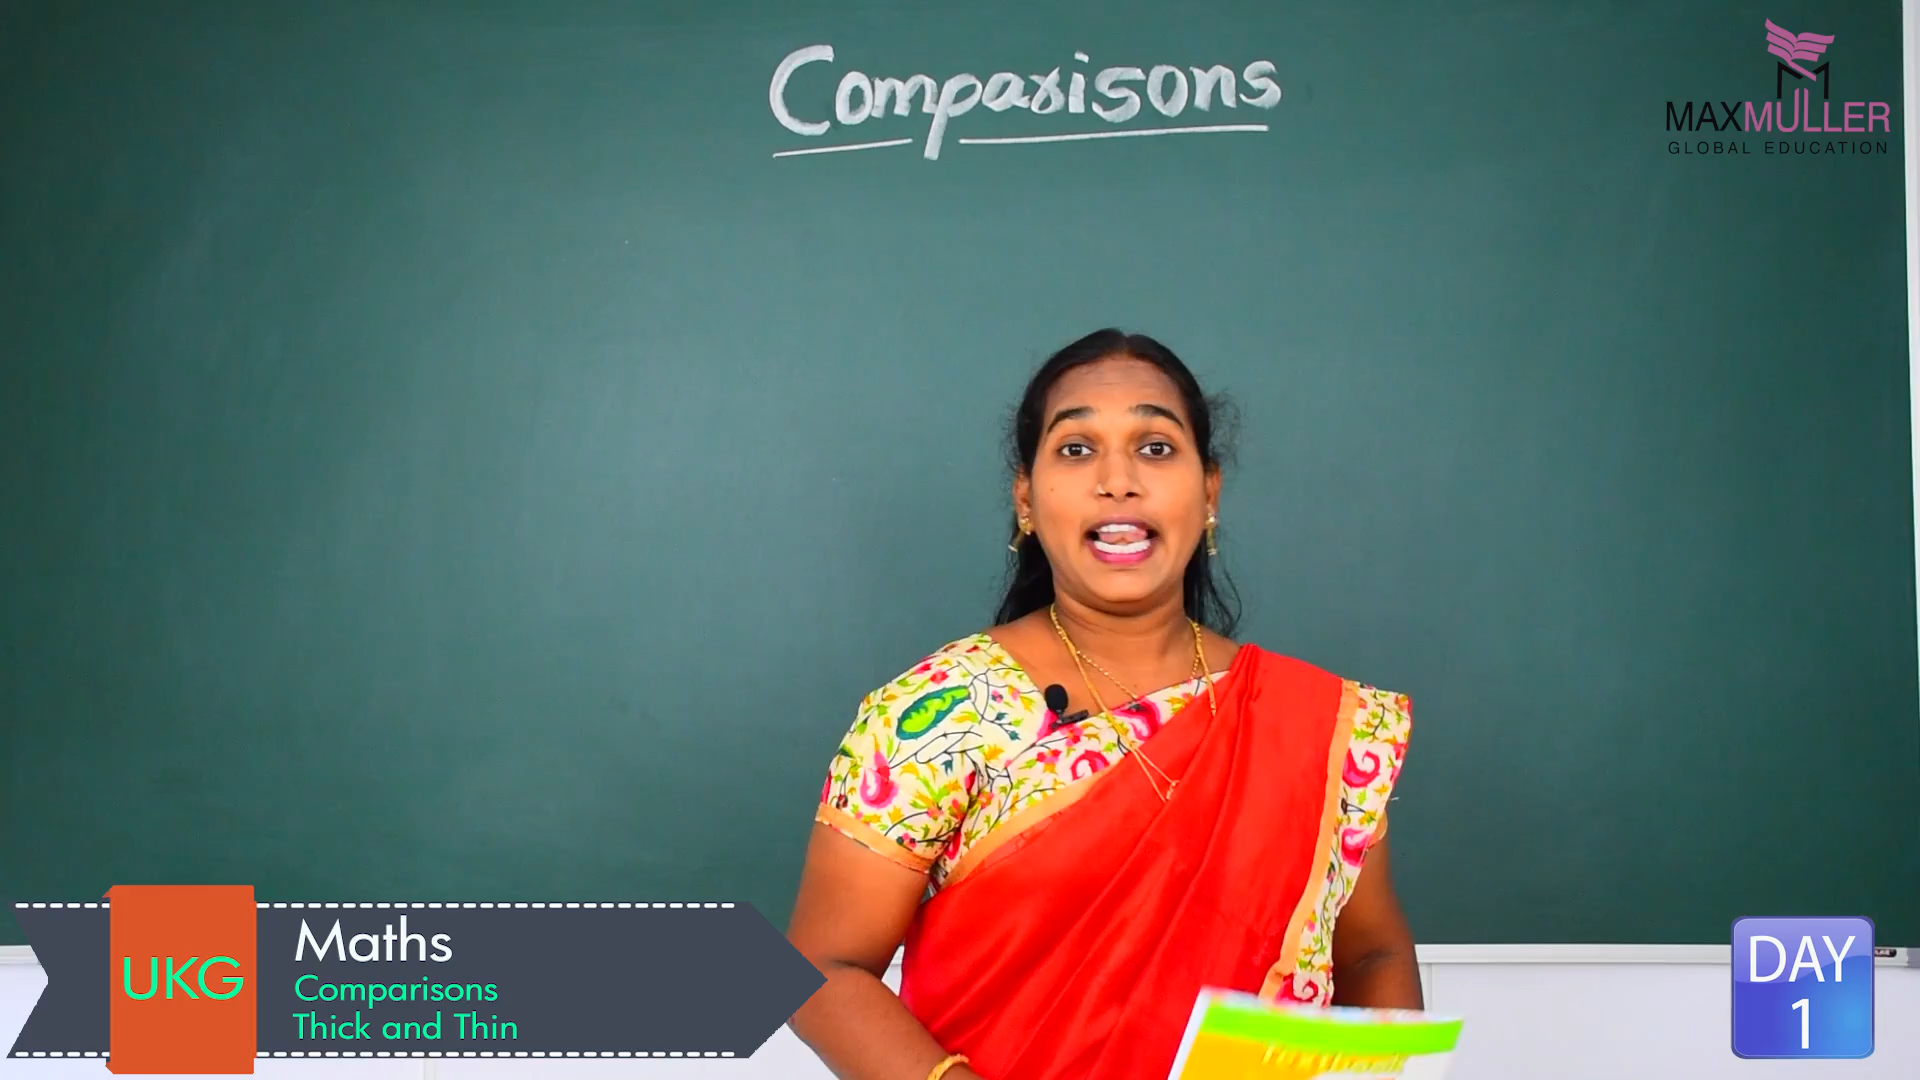 Comparisons
MAXMULLER
GLOBAL EDUCATION
UKG
Maths
Comparisons
Thick and Thin
DAY
1